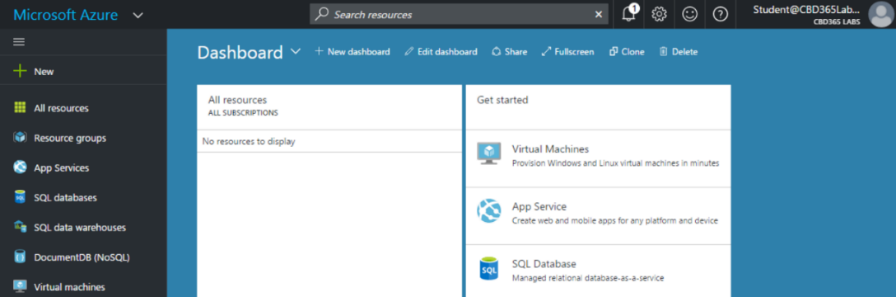 Microsoft Azure
Search resources
1
Student@CBD365Lab...
CBD365 LABS
Dashboard
New dashboard
Edit dashboard
Share
Fullscreen
Clone
Delete
New
All resources
Resource groups
App Services
SQL databases
SQL data warehouses
DocumentDB (NoSQL)
Virtual machines
All resources
ALL SUBSCRIPTIONS
No resources to display
Get started
Virtual Machines
Provision Windows and Linux virtual machines in minutes
App Service
Create web and mobile apps for any platform and device
SQL
SQL Database
Managed relational database-as-a-service